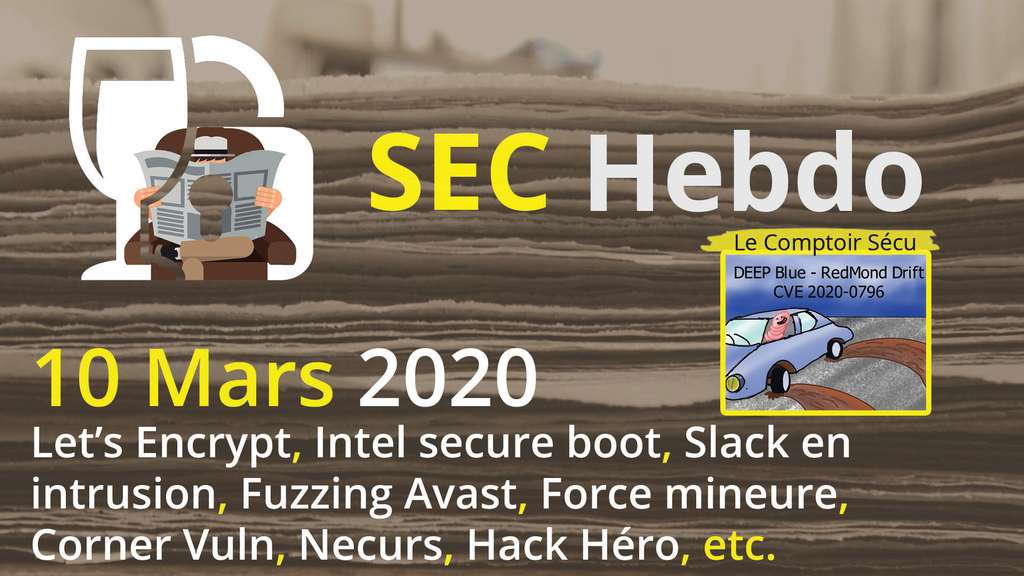 SEC Hebdo
Le Comptoir Sécu
DEEP Blue - RedMond Drift
CVE 2020-0796
10 Mars 2020
Let’s Encrypt, Intel secure boot, Slack en
intrusion, Fuzzing Avast, Force mineure,
Corner Vuln, Necurs, Hack Héro, etc.